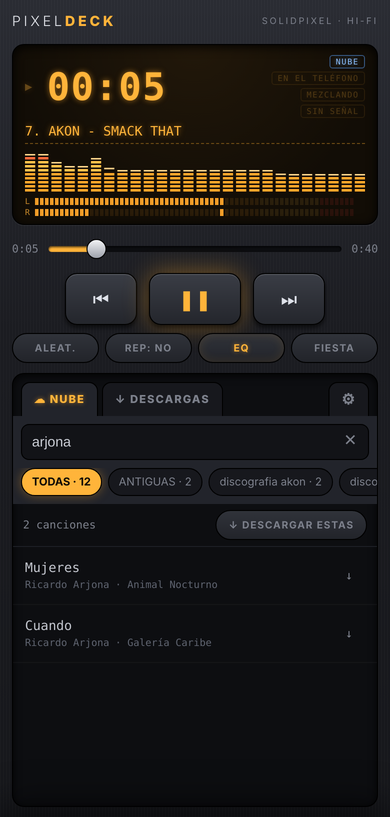 PIXELDECK
SOLIDPIXEL · HI-FI
NUBE
00:05
EN EL TELÉFONO
MEZCLANDO
SIN SEÑAL
7. AKON - SMACK THAT
L
R
0:05
0:40
ALEAT.
REP: NO
EQ
FIESTA
☁ NUBE
↓ DESCARGAS
arjona
TODAS · 12
ANTIGUAS · 2
discografia akon · 2
disco
2 canciones
↓ DESCARGAR ESTAS
Mujeres
Ricardo Arjona · Animal Nocturno
Cuando
Ricardo Arjona · Galería Caribe